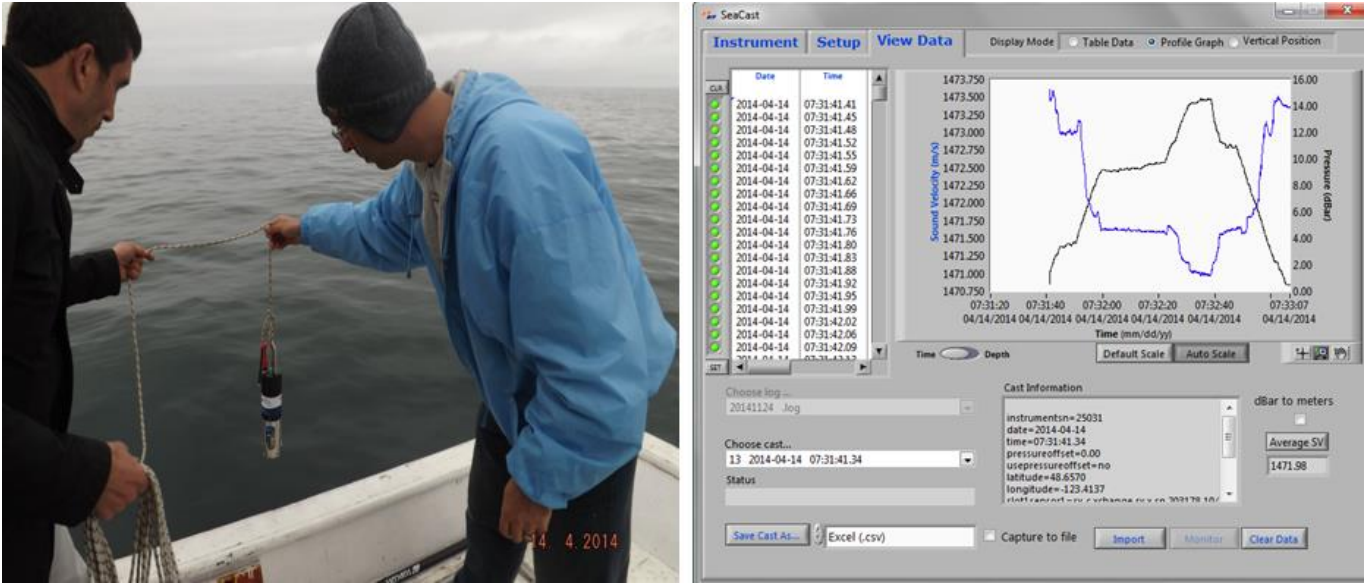 14. 4.2014
SeaCast
Instrument Setup View Data Display Mode Table Data Profile Graph Vertical Position
Date Time
CLR
2014-04-14 07:31:41.41
2014-04-14 07:31:41.45
2014-04-14 07:31:41.48
2014-04-14 07:31:41.52
2014-04-14 07:31:41.55
2014-04-14 07:31:41.59
2014-04-14 07:31:41.62
2014-04-14 07:31:41.66
2014-04-14 07:31:41.69
2014-04-14 07:31:41.73
2014-04-14 07:31:41.76
2014-04-14 07:31:41.80
2014-04-14 07:31:41.83
2014-04-14 07:31:41.88
2014-04-14 07:31:41.92
2014-04-14 07:31:41.95
2014-04-14 07:31:41.99
2014-04-14 07:31:42.02
2014-04-14 07:31:42.06
2014-04-14 07:31:42.09
SET
Sound Velocity (m/s)
1473.750
1473.500
1473.250
1473.000
1472.750
1472.500
1472.250
1472.000
1471.750
1471.500
1471.250
1471.000
1470.750
16.00
14.00
12.00
10.00
8.00
6.00
4.00
2.00
0.00
Pressure (dBar)
07:31:20 07:31:40 07:32:00 07:32:20 07:32:40 07:33:07
04/14/2014 04/14/2014 04/14/2014 04/14/2014 04/14/2014 04/14/2014
Time (mm/dd/yy)
Time Depth Default Scale Auto Scale
Choose log ...
20141124 Jog
Choose cast...
13 2014-04-14 07:31:41.34
Status
Cast Information
instrumentsn=25031
date=2014-04-14
time=07:31:41.34
pressureoffset=0.00
usepressureoffset=no
latitude=48.6570
longitude=-123.4137
dBar to meters
Average SV
1471.98
Save Cast As... Excel (.csv) Capture to file Import Monitor Clear Data